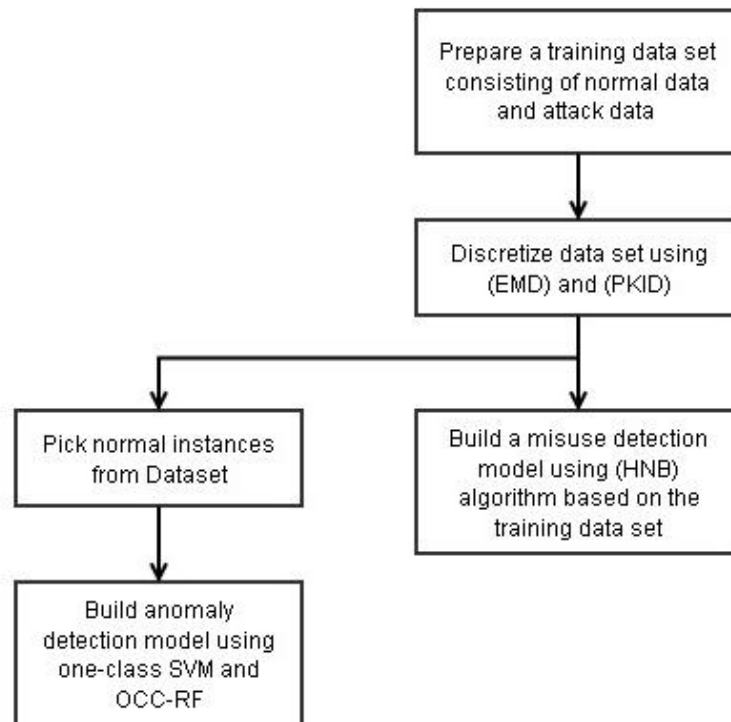 Prepare a training data set
consisting of normal data
and attack data
Discretize data set using
(EMD) and (PKID)
Pick normal instances
from Dataset
Build a misuse detection
model using (HNB)
algorithm based on the
training data set
Build anomaly
detection model using
one-class SVM and
OCC-RF